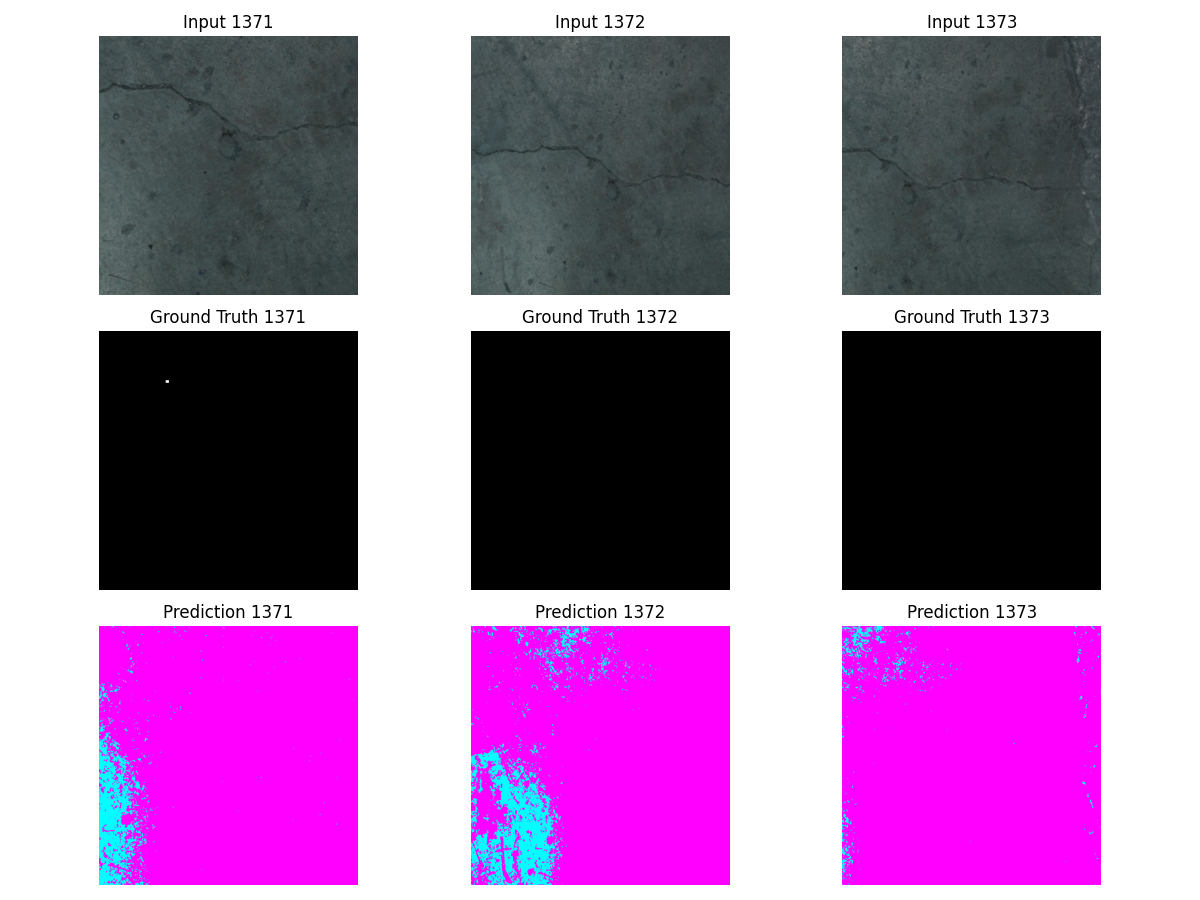 Input 1371
Input 1372
Input 1373
Ground Truth 1371
Ground Truth 1372
Ground Truth 1373
Prediction 1371
Prediction 1372
Prediction 1373